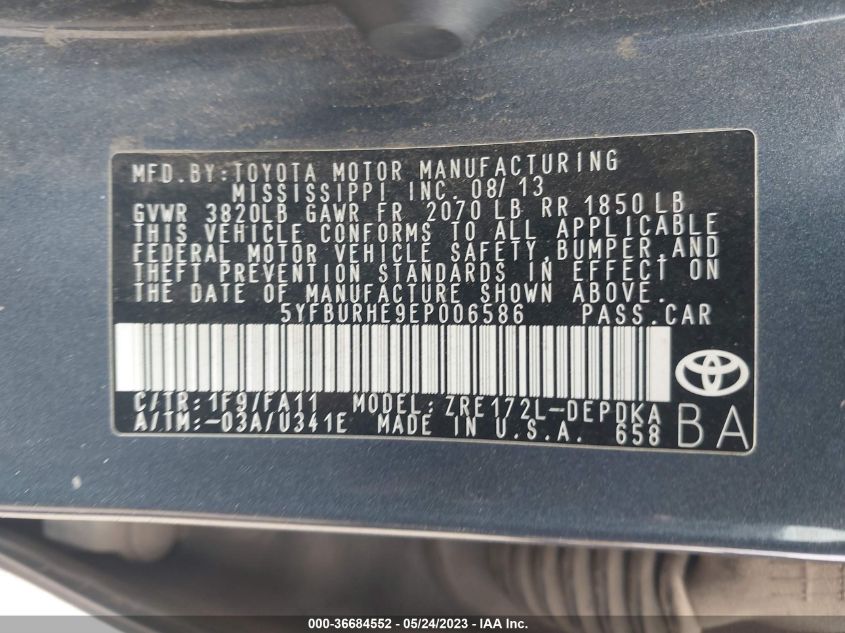 MFD.BY:TOYOTA MOTOR MANUFACTURING
MISSISSIPPI INC. 08/13
GVWR 3820LB GAWR FR 2070 LB RR 1850 LB
THIS VEHICLE CONFORMS TO ALL APPLICABLE
FEDERAL MOTOR VEHICLE SAFETY,BUMPER,AND
THEFT PREVENTION STANDARDS IN EFFECT ON
THE DATE OF MANUFACTURE SHOWN ABOVE.
5YFBURHE9EP006586 PASS.CAR
C/TR:1F9/FA11 MODEL:ZRE172L-DEPDKA
A/TM:-03A/U341E MADE IN U.S.A. 658
BA
000-36684552 - 05/24/2023 - IAA Inc.